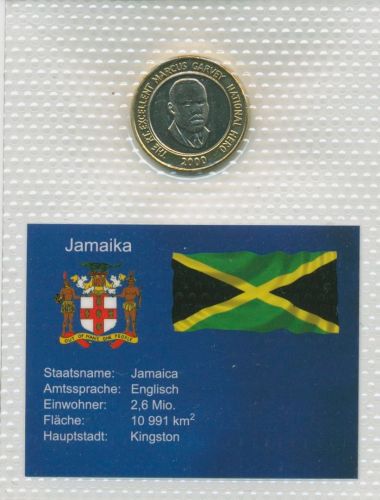 THE RT. EXCELLENT MARCUS GARVEY NATIONAL HERO
2000
Jamaika
OUT OF MANY ONE PEOPLE
Staatsname: Jamaica
Amtssprache: Englisch
Einwohner: 2,6 Mio.
Fläche: 10 991 km²
Hauptstadt: Kingston